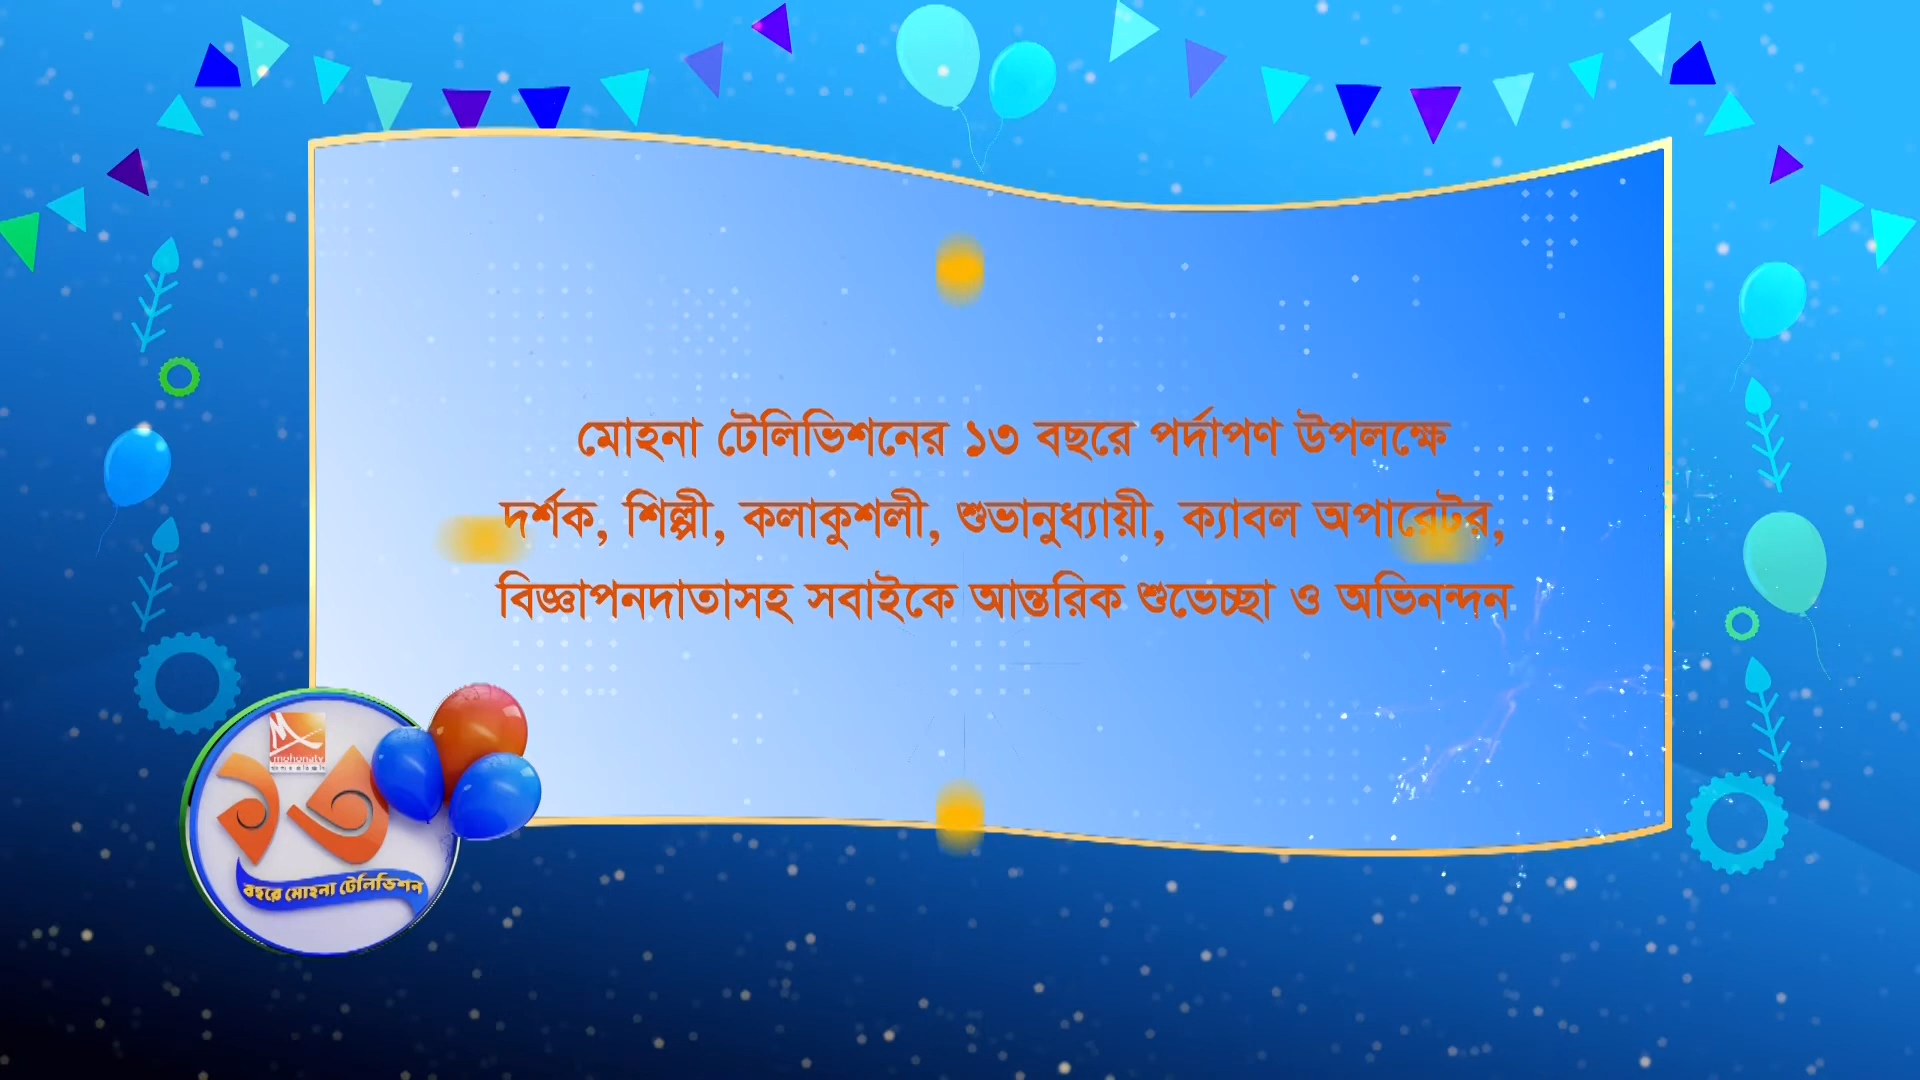 মোহনা টেলিভিশনের ১৩ বছরে পর্দাপণ উপলক্ষে
দর্শক, শিল্পী, কলাকুশলী, শুভানুধ্যায়ী, ক্যাবল অপারেটর,
বিজ্ঞাপনদাতাসহ সবাইকে আন্তরিক শুভেচ্ছা ও অভিনন্দন
mohonatv
১৩
বছরে মোহনা টেলিভিশন